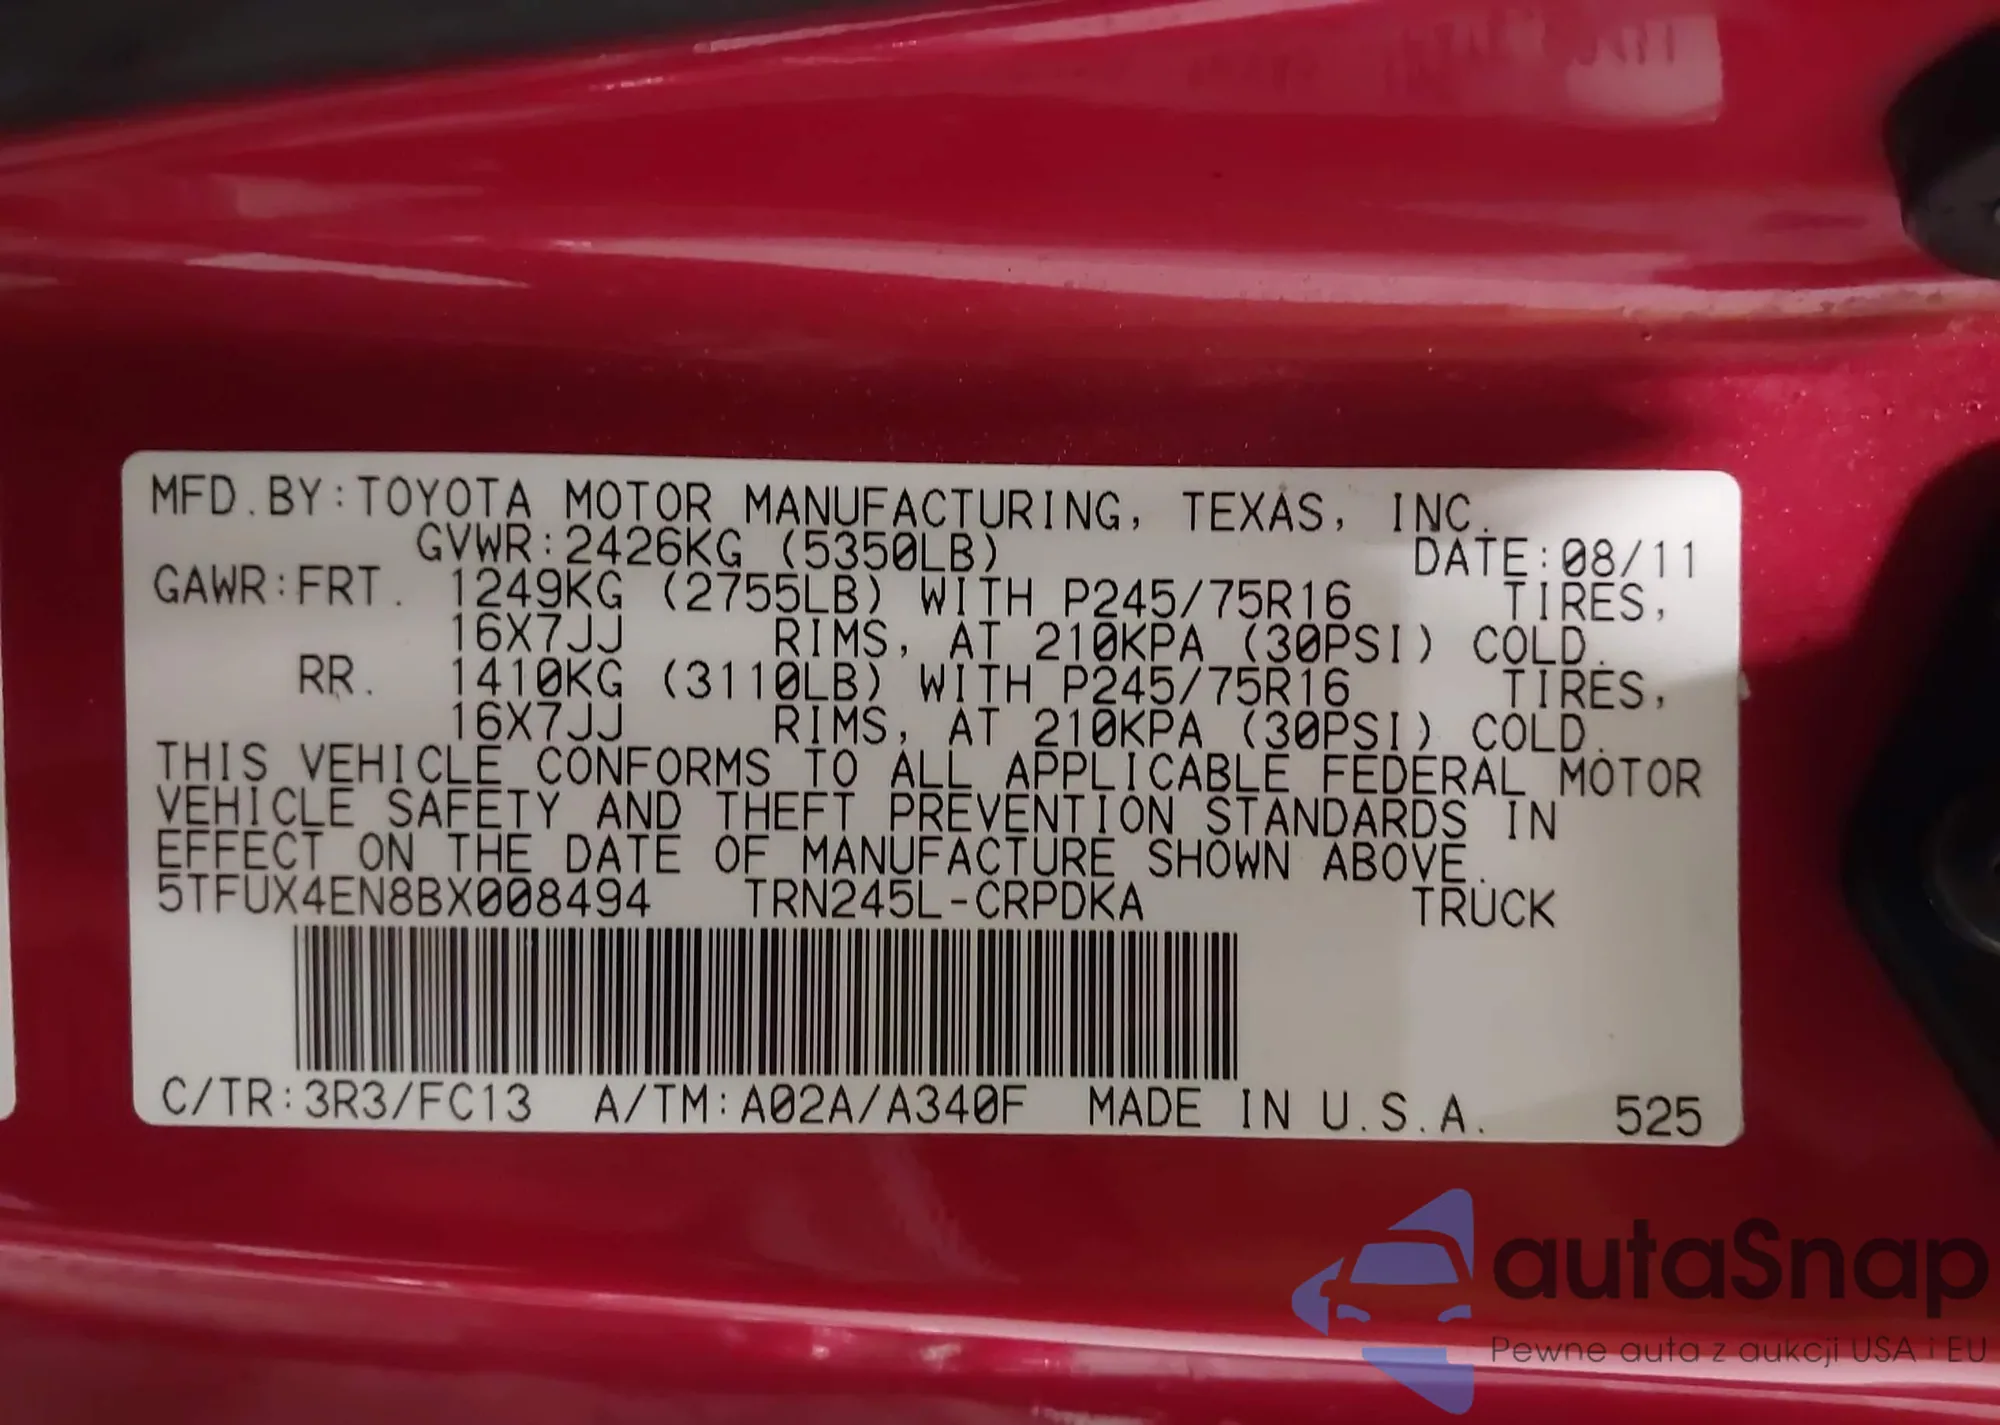 MFD.BY:TOYOTA MOTOR MANUFACTURING, TEXAS, INC.
GVWR:2426KG (5350LB) DATE:08/11
GAWR:FRT. 1249KG (2755LB) WITH P245/75R16 TIRES,
16X7JJ RIMS, AT 210KPA (30PSI) COLD.
RR. 1410KG (3110LB) WITH P245/75R16 TIRES,
16X7JJ RIMS, AT 210KPA (30PSI) COLD.
THIS VEHICLE CONFORMS TO ALL APPLICABLE FEDERAL MOTOR
VEHICLE SAFETY AND THEFT PREVENTION STANDARDS IN
EFFECT ON THE DATE OF MANUFACTURE SHOWN ABOVE.
5TFUX4EN8BX008494 TRN245L-CRPDKA TRUCK
C/TR:3R3/FC13 A/TM:A02A/A340F MADE IN U.S.A. 525
autaSnap
Pewne auta z aukcji USA i EU